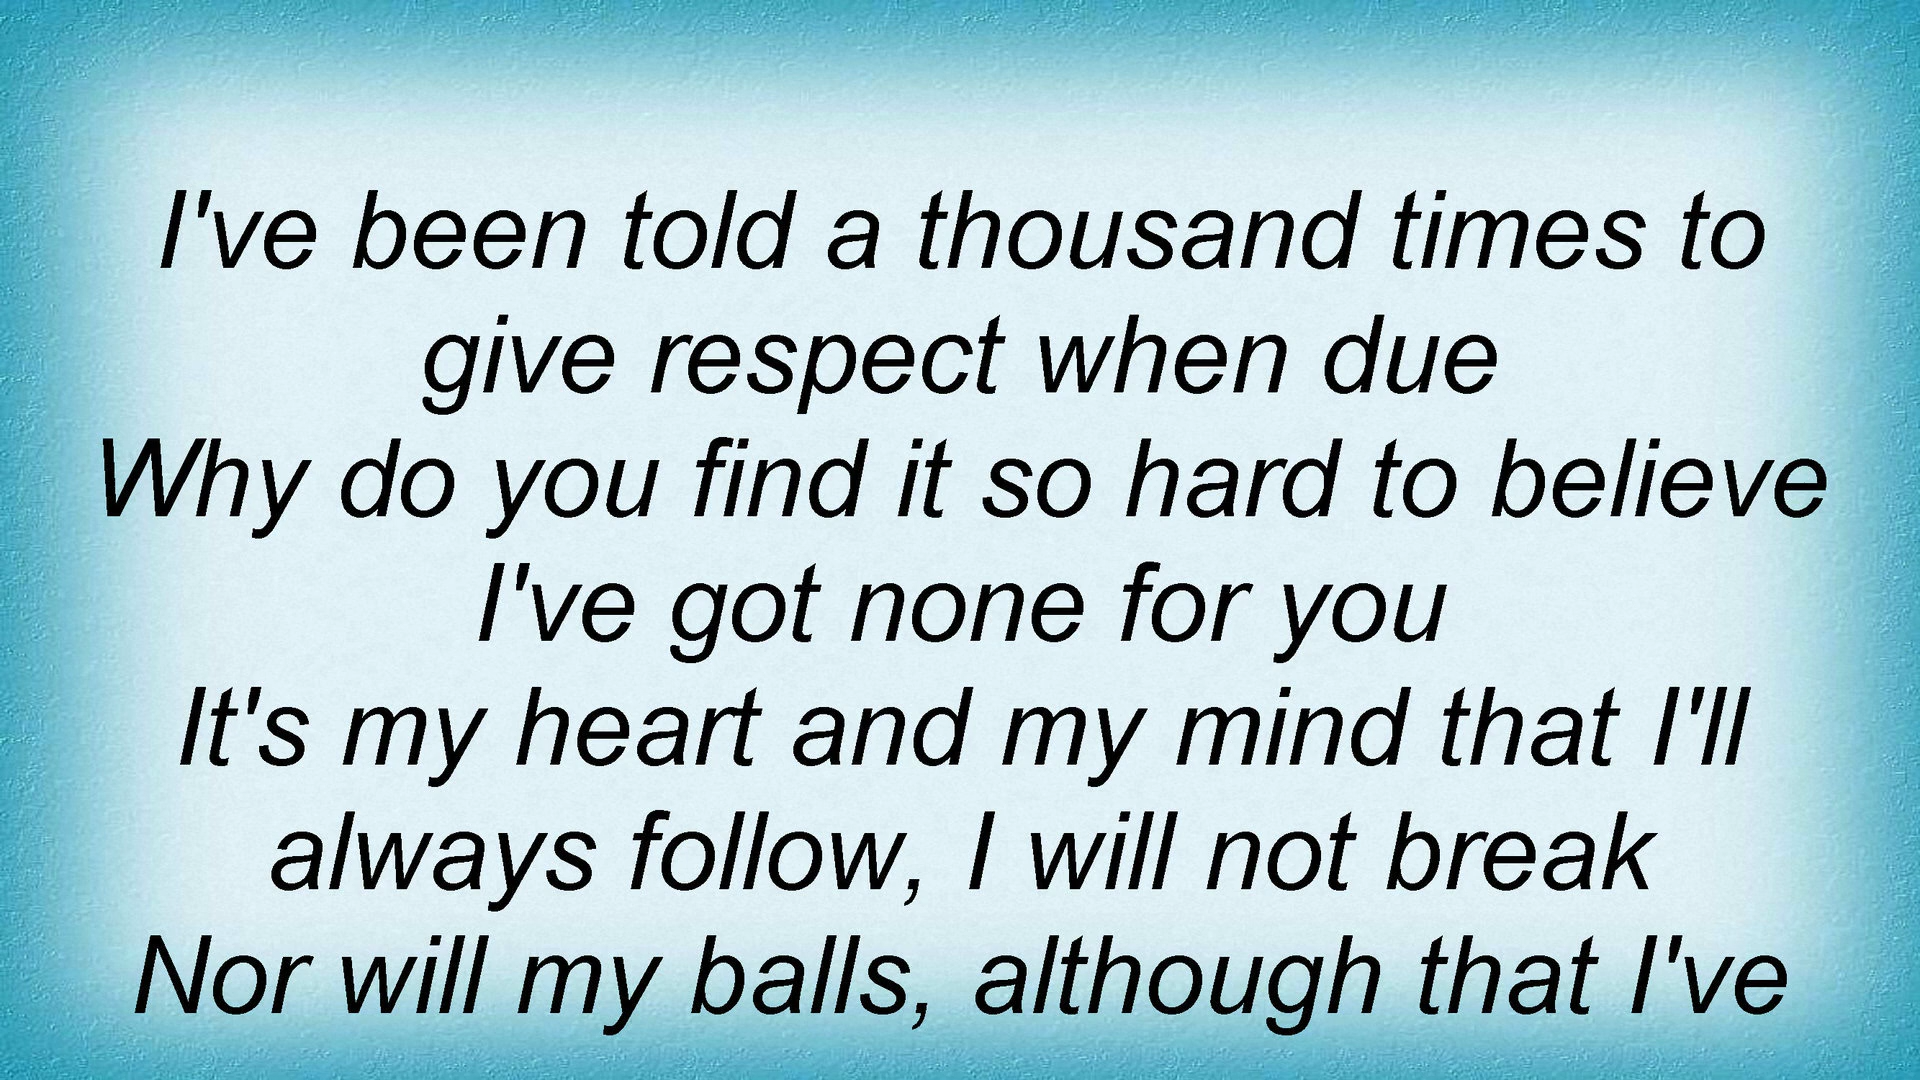 I've been told a thousand times to
give respect when due
Why do you find it so hard to believe
I've got none for you
It's my heart and my mind that I'll
always follow, I will not break
Nor will my balls, although that I've